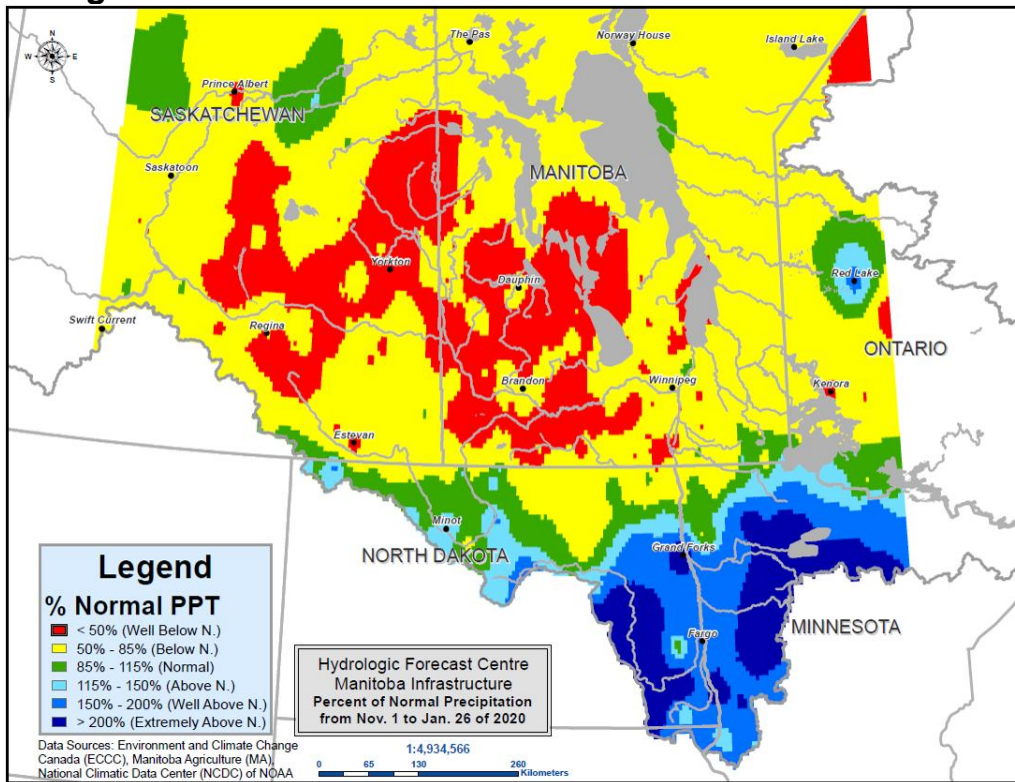 N
W E
S
The Pas
Norway House
Island Lake
Prince Albert
SASKATCHEWAN
Saskatoon
MANITOBA
Yorkton
Dauphin
Red Lake
Swift Current
Regina
ONTARIO
Brandon
Winnipeg
Kenora
Estevan
Minot
NORTH DAKOTA
Grand Forks
Fargo
MINNESOTA
Legend
% Normal PPT
< 50% (Well Below N.)
50% - 85% (Below N.)
85% - 115% (Normal)
115% - 150% (Above N.)
150% - 200% (Well Above N.)
> 200% (Extremely Above N.)
Hydrologic Forecast Centre
Manitoba Infrastructure
Percent of Normal Precipitation
from Nov. 1 to Jan. 26 of 2020
Data Sources: Environment and Climate Change
Canada (ECCC), Manitoba Agriculture (MA),
National Climatic Data Center (NCDC) of NOAA
1:4,934,566
0 65 130 260
Kilometers